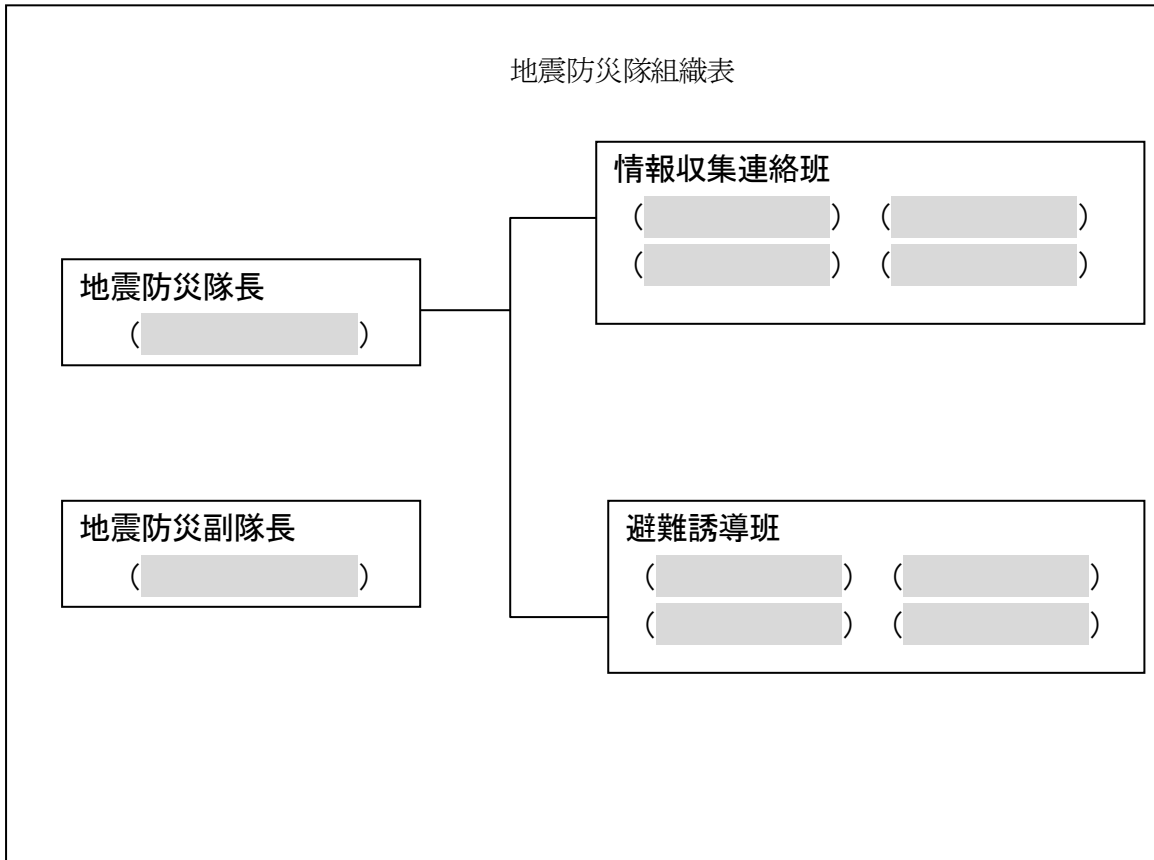 地震防災隊組織表
地震防災隊長
( )
地震防災副隊長
( )
情報収集連絡班
( ) ( )
( ) ( )
避難誘導班
( ) ( )
( ) ( )